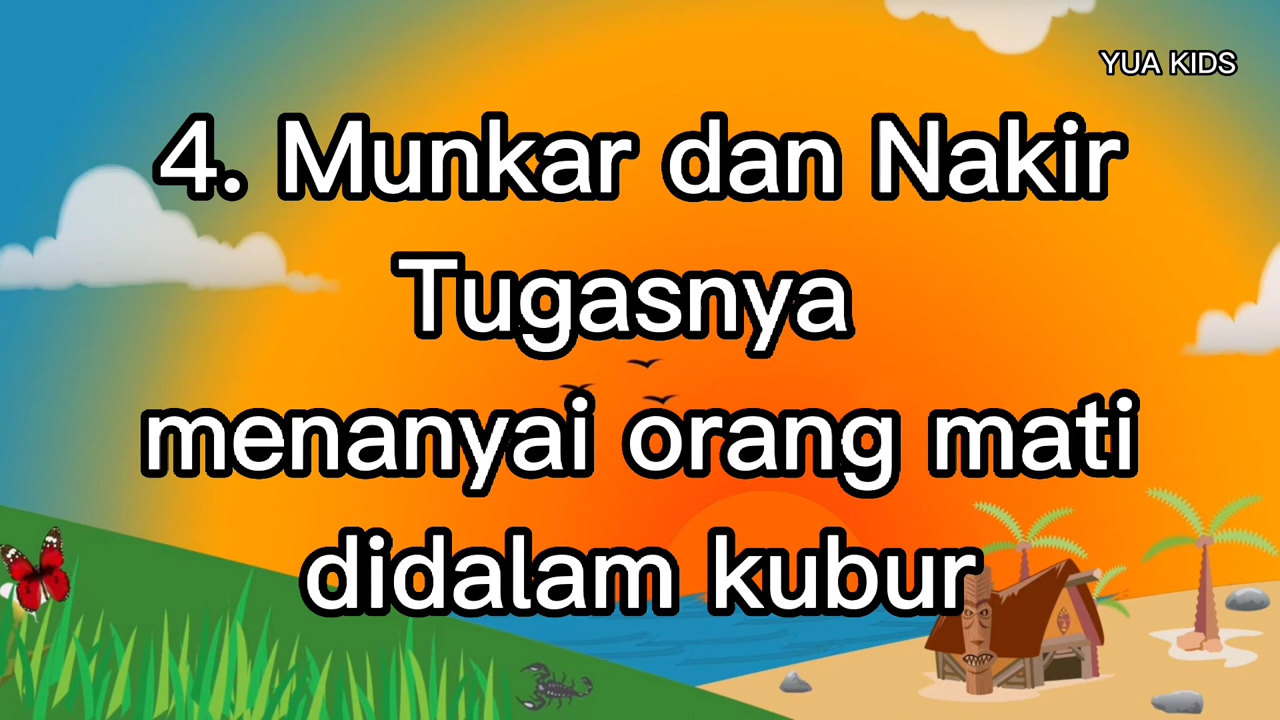 YUA KIDS
4. Munkar dan Nakir
Tugasnya
menanyai orang mati
didalam kubur